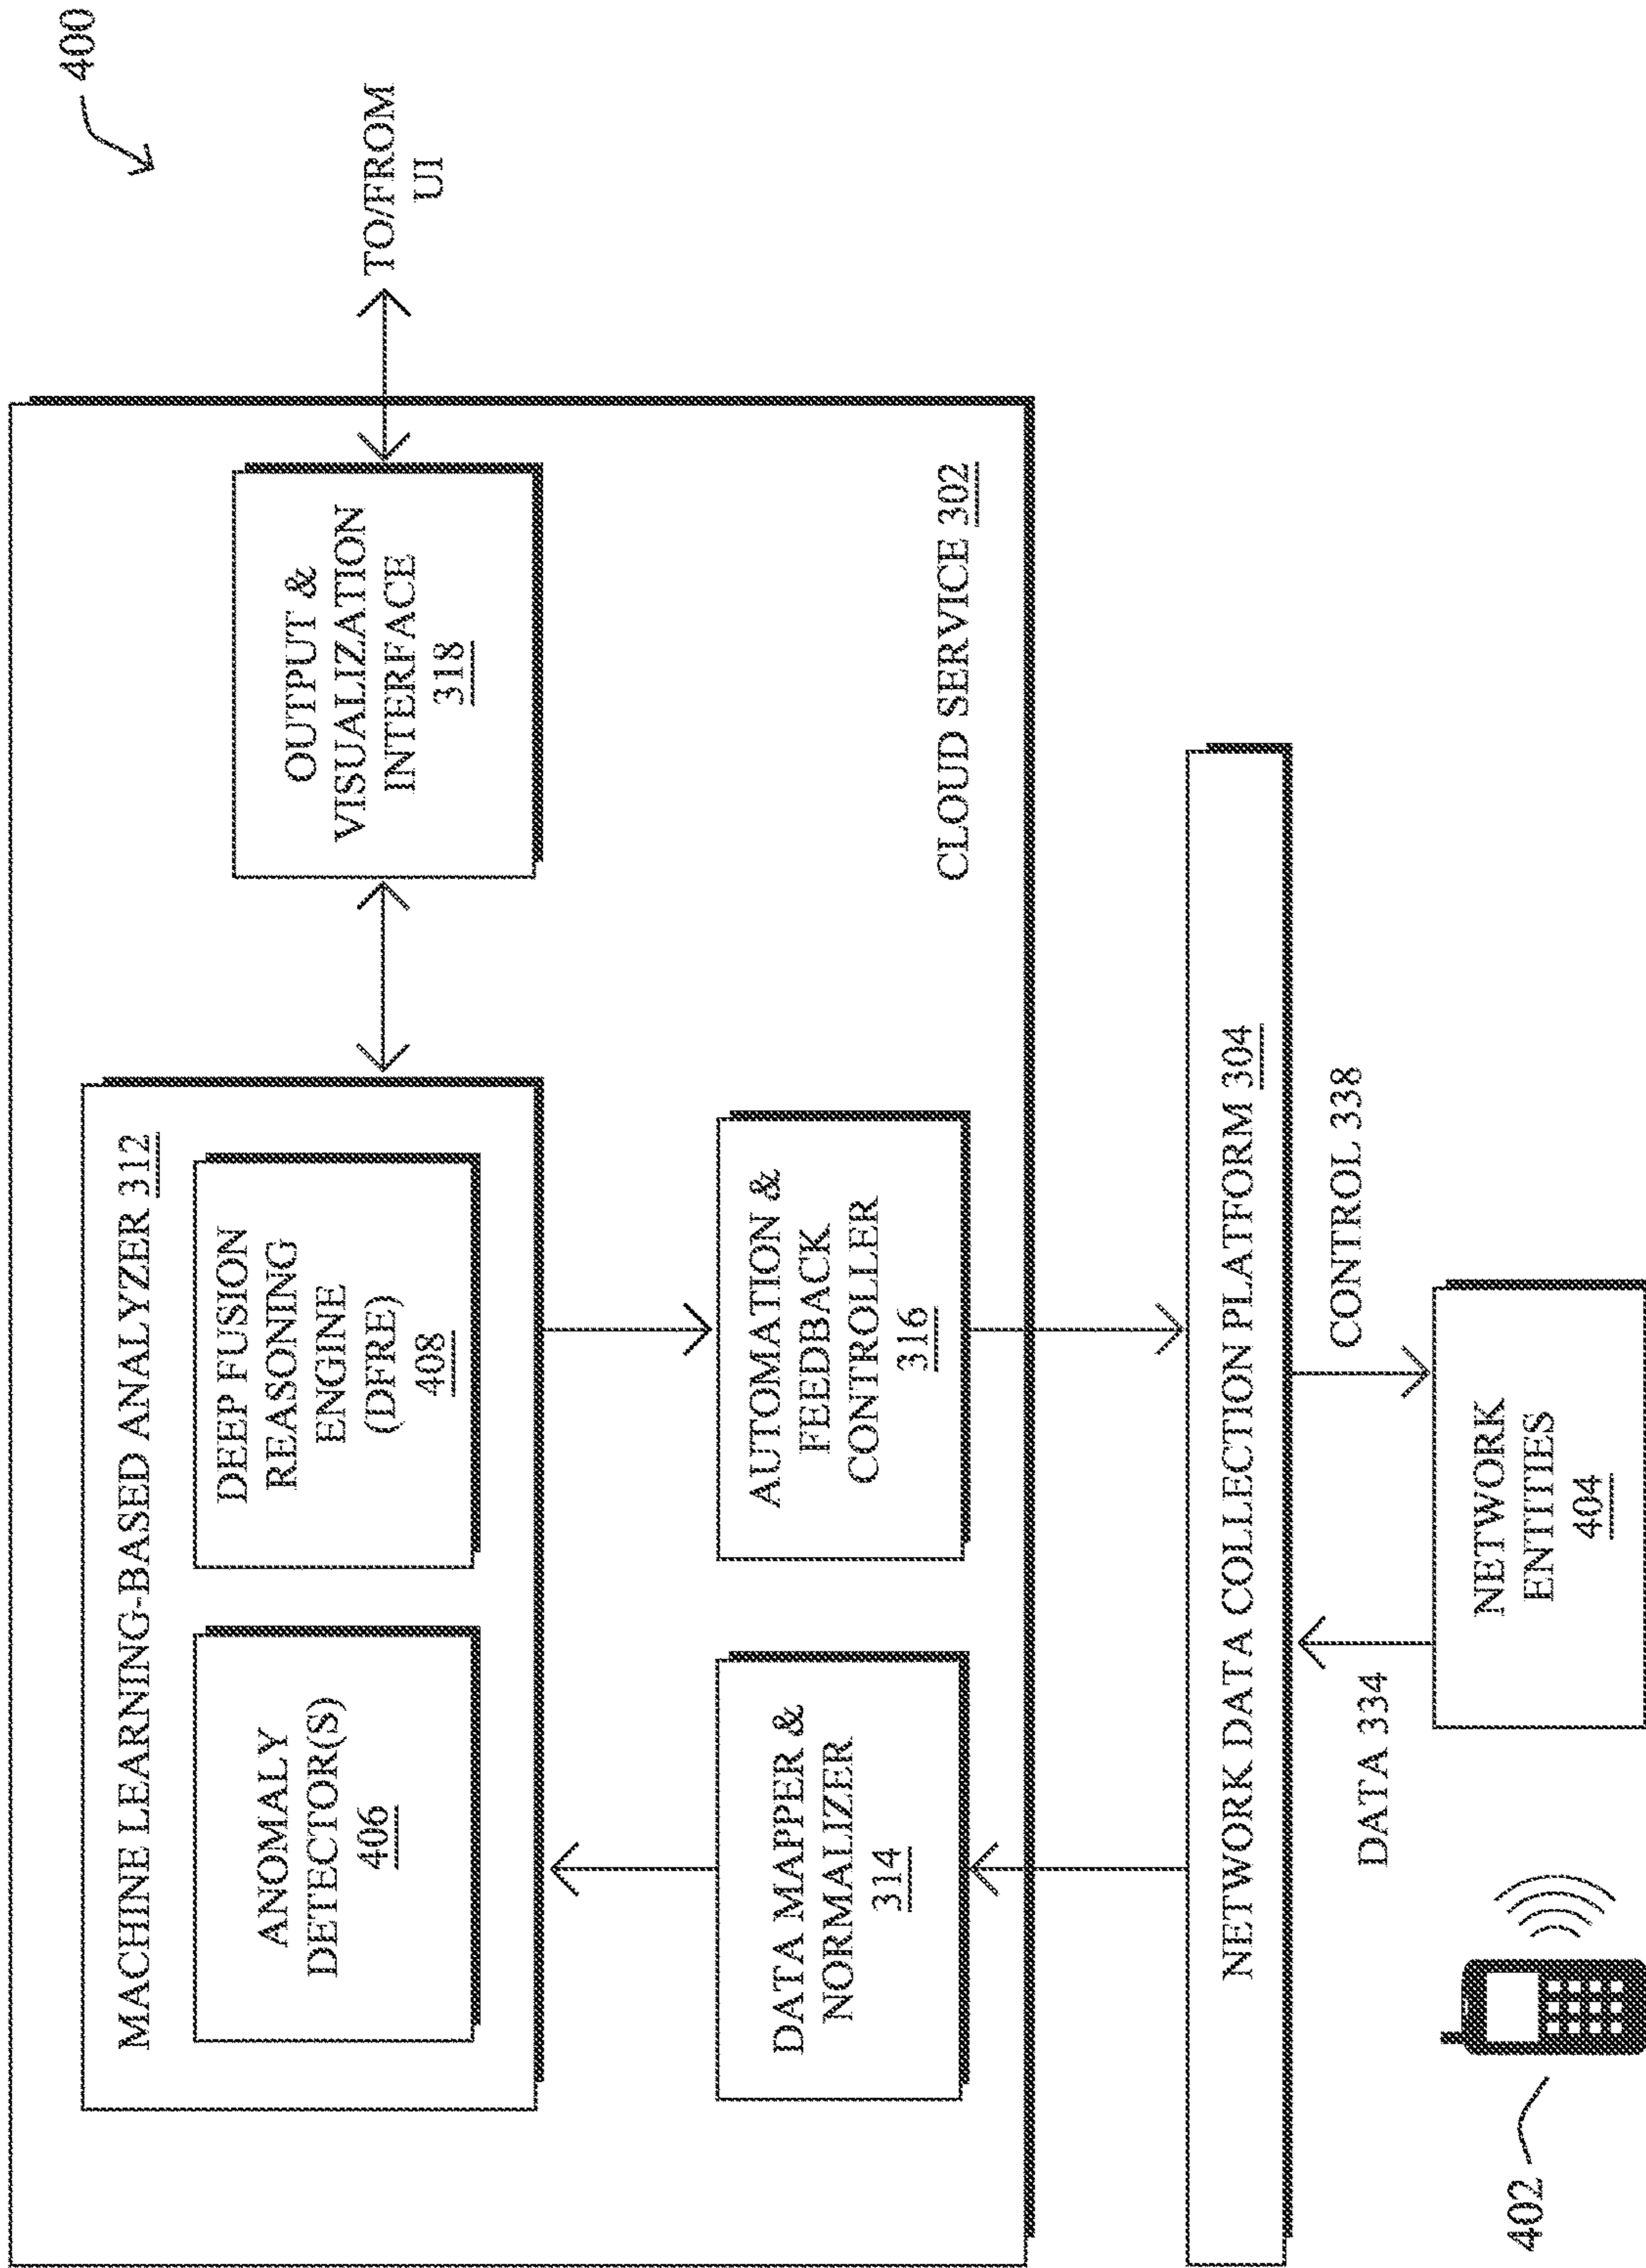 400
MACHINE LEARNING-BASED ANALYZER 312
ANOMALY
DETECTOR(S)
406
DEEP FUSION
REASONING
ENGINE
(DFRE)
408
OUTPUT &
VISUALIZATION
INTERFACE
318
TO/FROM
UI
DATA MAPPER &
NORMALIZER
314
AUTOMATION &
FEEDBACK
CONTROLLER
316
CLOUD SERVICE 302
NETWORK DATA COLLECTION PLATFORM 304
DATA 334
CONTROL 338
402
NETWORK
ENTITIES
404